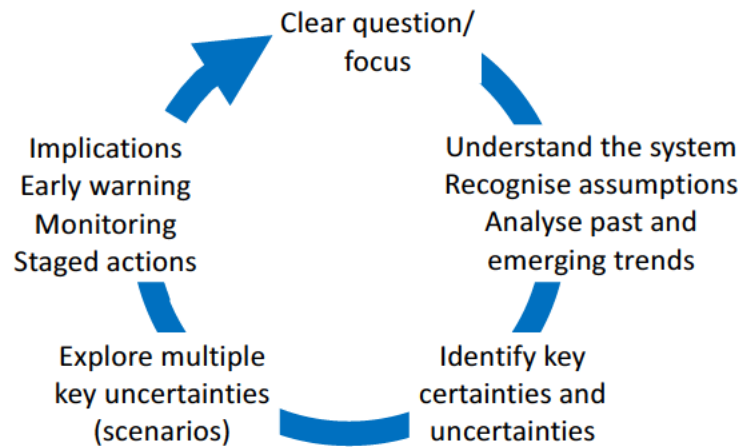 Clear question/
focus
Understand the system
Recognise assumptions
Analyse past and
emerging trends
Identify key
certainties and
uncertainties
Explore multiple
key uncertainties
(scenarios)
Implications
Early warning
Monitoring
Staged actions